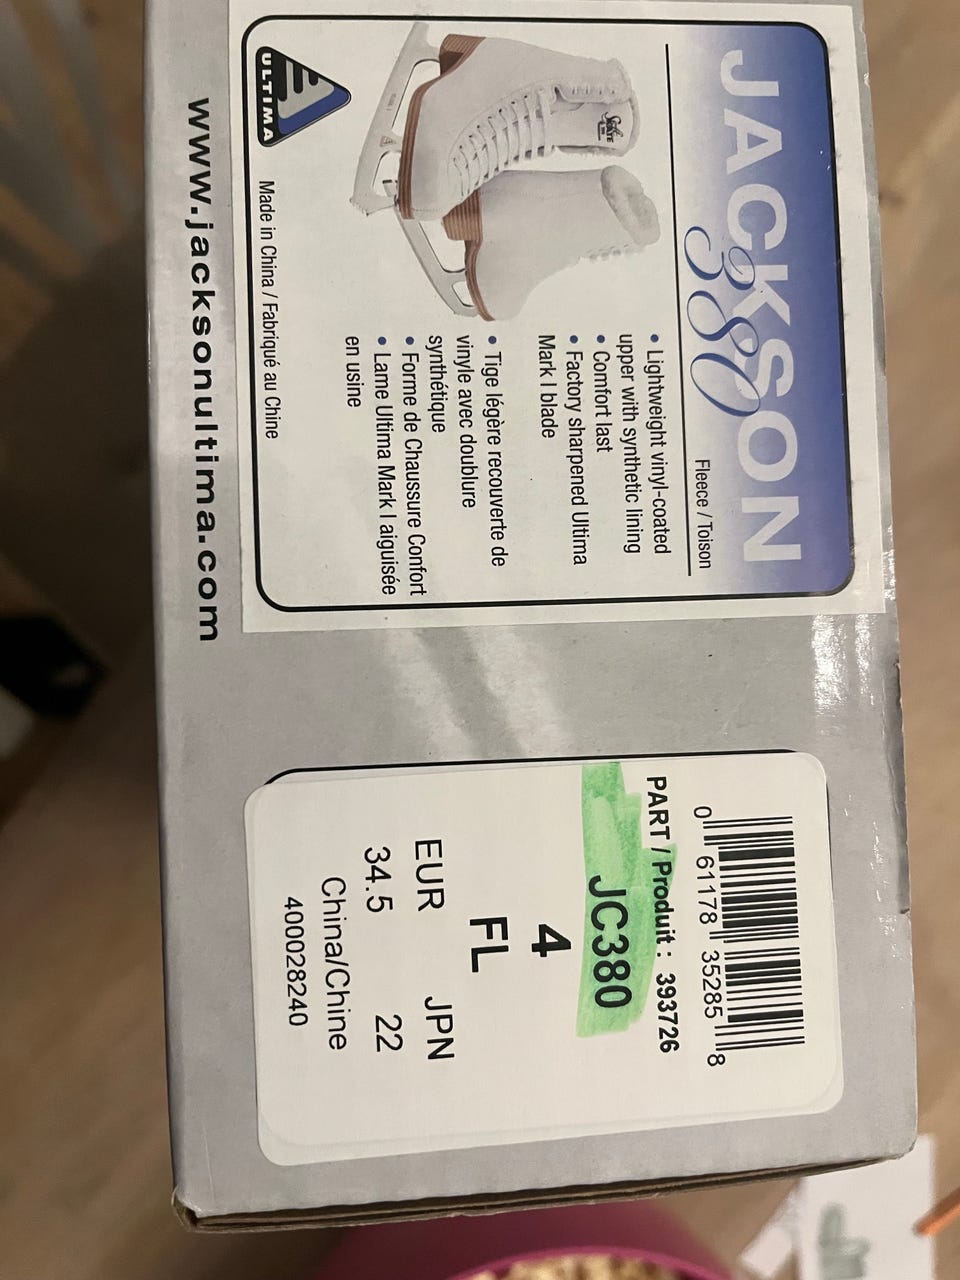 JACKSON
380
Fleece / Toison
• Lightweight vinyl-coated
upper with synthetic lining
• Comfort last
• Factory sharpened Ultima
Mark I blade
• Tige légère recouverte de
vinyle avec doublure
synthétique
• Forme de Chaussure Confort
• Lame Ultima Mark I aiguisée
en usine
ULTIMA
Made in China / Fabriqué au Chine
www.jacksonultima.com
0 61178 35285 8
PART / Produit : 393726
JC380
4
FL
EUR JPN
34.5 22
China/Chine
400028240